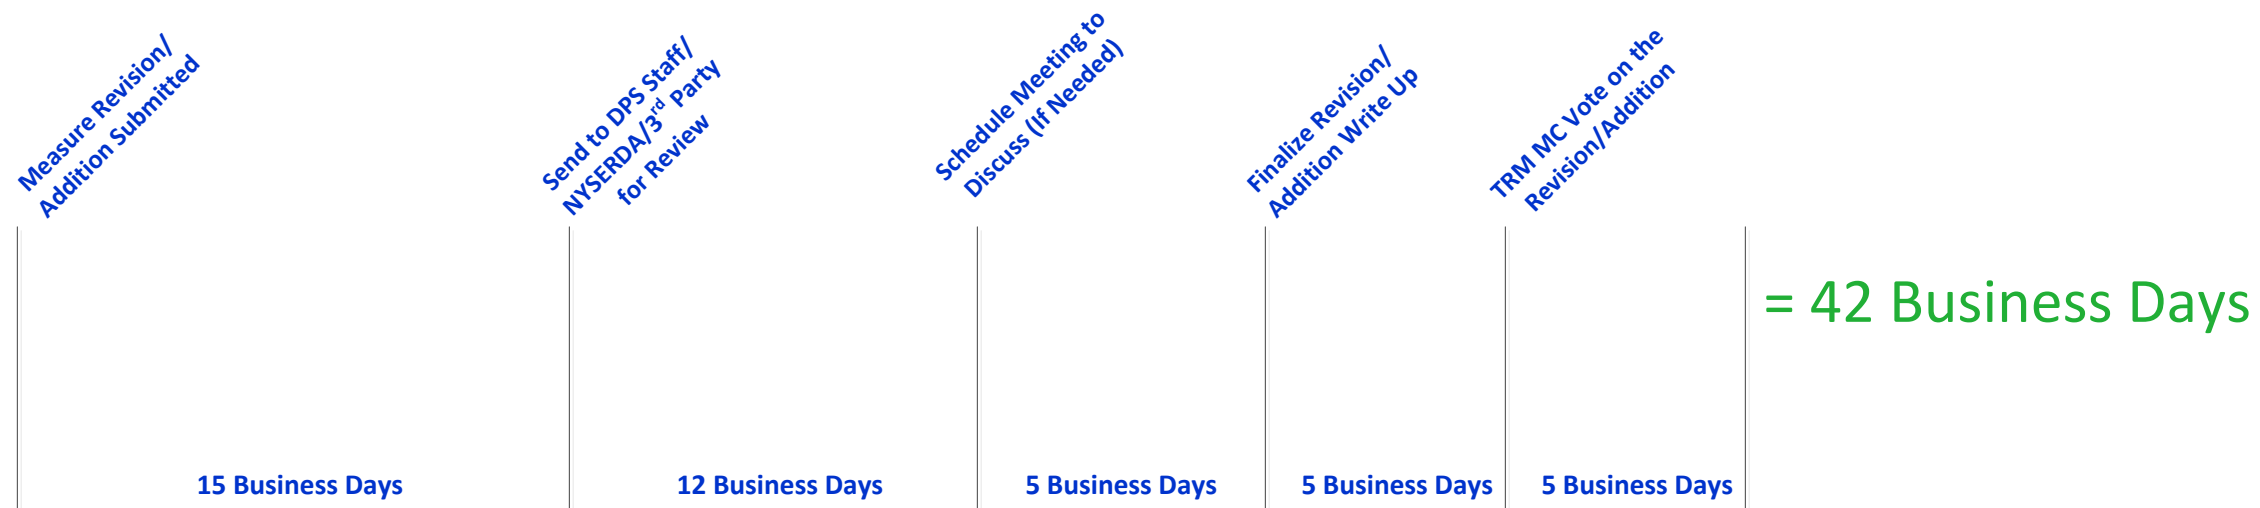 Measure Revision/
Addition Submitted
Send to DPS Staff/
NYSERDA/3rd Party
for Review
Schedule Meeting to
Discuss (If Needed)
Finalize Revision/
Addition Write Up
TRM MC Vote on the
Revision/Addition
= 42 Business Days
15 Business Days
12 Business Days
5 Business Days
5 Business Days
5 Business Days